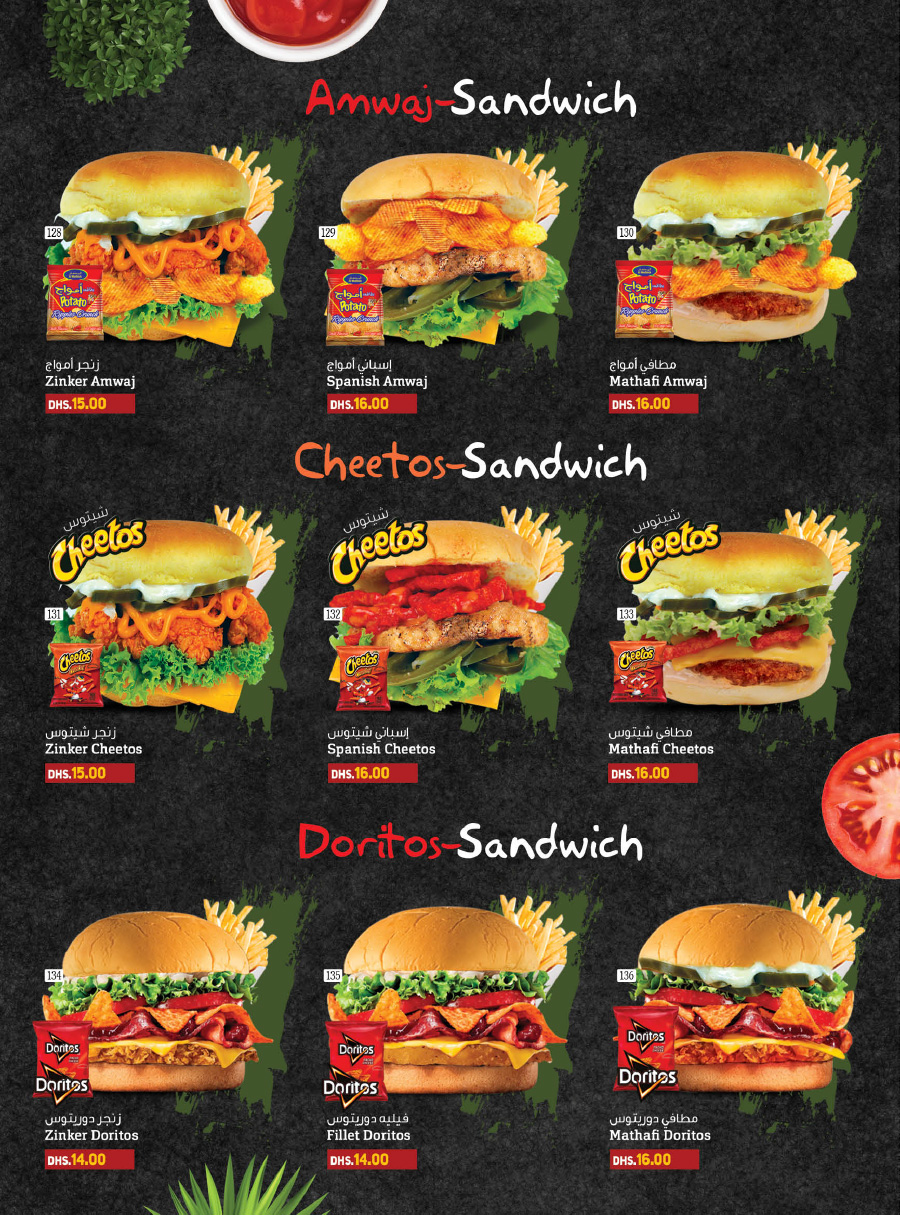 Amwaj-Sandwich
128
أمواج
Potato
زنجر أمواج
Zinker Amwaj
DHS.15.00
129
أمواج
Potato
إسباني أمواج
Spanish Amwaj
DHS.16.00
130
أمواج
Potato
مطافي أمواج
Mathafi Amwaj
DHS.16.00
Cheetos-Sandwich
شيتوس
Cheetos
131
Cheetos
زنجر شيتوس
Zinker Cheetos
DHS.15.00
شيتوس
Cheetos
132
Cheetos
إسباني شيتوس
Spanish Cheetos
DHS.16.00
شيتوس
Cheetos
133
Cheetos
مطافي شيتوس
Mathafi Cheetos
DHS.16.00
Doritos-Sandwich
134
Doritos
Doritos
زنجر دوريتوس
Zinker Doritos
DHS.14.00
135
Doritos
Doritos
فيليه دوريتوس
Fillet Doritos
DHS.14.00
136
Doritos
Doritos
مطافي دوريتوس
Mathafi Doritos
DHS.16.00